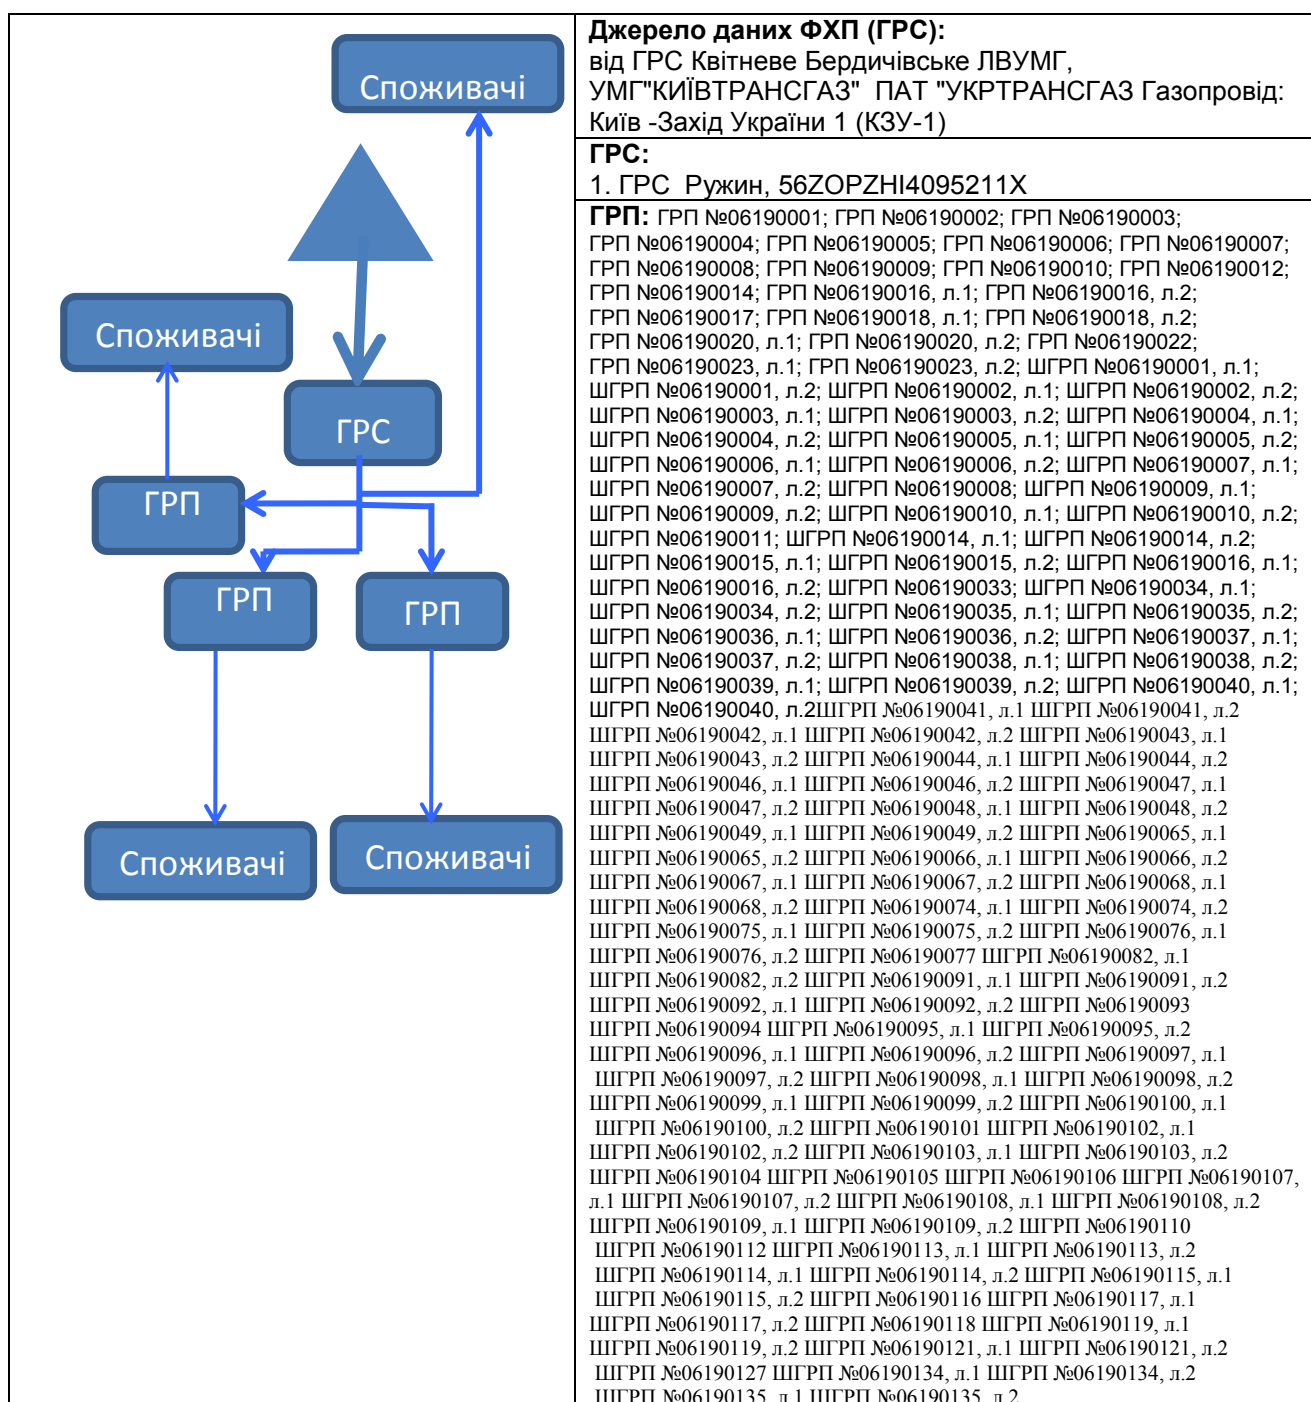 Споживачі
Споживачі
ГРС
ГРП
ГРП
ГРП
Споживачі
Споживачі
Джерело даних ФХП (ГРС):
від ГРС Квітневе Бердичівське ЛВУМГ,
УМГ"КИЇВТРАНСГАЗ" ПАТ "УКРТРАНСГАЗ Газопровід:
Київ -Захід України 1 (КЗУ-1)
ГРС:
1. ГРС Ружин, 56ZOPZHI4095211X
ГРП: ГРП №06190001; ГРП №06190002; ГРП №06190003;
ГРП №06190004; ГРП №06190005; ГРП №06190006; ГРП №06190007;
ГРП №06190008; ГРП №06190009; ГРП №06190010; ГРП №06190012;
ГРП №06190014; ГРП №06190016, л.1; ГРП №06190016, л.2;
ГРП №06190017; ГРП №06190018, л.1; ГРП №06190018, л.2;
ГРП №06190020, л.1; ГРП №06190020, л.2; ГРП №06190022;
ГРП №06190023, л.1; ГРП №06190023, л.2; ШГРП №06190001, л.1;
ШГРП №06190001, л.2; ШГРП №06190002, л.1; ШГРП №06190002, л.2;
ШГРП №06190003, л.1; ШГРП №06190003, л.2; ШГРП №06190004, л.1;
ШГРП №06190004, л.2; ШГРП №06190005, л.1; ШГРП №06190005, л.2;
ШГРП №06190006, л.1; ШГРП №06190006, л.2; ШГРП №06190007, л.1;
ШГРП №06190007, л.2; ШГРП №06190008; ШГРП №06190009, л.1;
ШГРП №06190009, л.2; ШГРП №06190010, л.1; ШГРП №06190010, л.2;
ШГРП №06190011; ШГРП №06190014, л.1; ШГРП №06190014, л.2;
ШГРП №06190015, л.1; ШГРП №06190015, л.2; ШГРП №06190016, л.1;
ШГРП №06190016, л.2; ШГРП №06190033; ШГРП №06190034, л.1;
ШГРП №06190034, л.2; ШГРП №06190035, л.1; ШГРП №06190035, л.2;
ШГРП №06190036, л.1; ШГРП №06190036, л.2; ШГРП №06190037, л.1;
ШГРП №06190037, л.2; ШГРП №06190038, л.1; ШГРП №06190038, л.2;
ШГРП №06190039, л.1; ШГРП №06190039, л.2; ШГРП №06190040, л.1;
ШГРП №06190040, л.2ШГРП №06190041, л.1 ШГРП №06190041, л.2
ШГРП №06190042, л.1 ШГРП №06190042, л.2 ШГРП №06190043, л.1
ШГРП №06190043, л.2 ШГРП №06190044, л.1 ШГРП №06190044, л.2
ШГРП №06190046, л.1 ШГРП №06190046, л.2 ШГРП №06190047, л.1
ШГРП №06190047, л.2 ШГРП №06190048, л.1 ШГРП №06190048, л.2
ШГРП №06190049, л.1 ШГРП №06190049, л.2 ШГРП №06190065, л.1
ШГРП №06190065, л.2 ШГРП №06190066, л.1 ШГРП №06190066, л.2
ШГРП №06190067, л.1 ШГРП №06190067, л.2 ШГРП №06190068, л.1
ШГРП №06190068, л.2 ШГРП №06190074, л.1 ШГРП №06190074, л.2
ШГРП №06190075, л.1 ШГРП №06190075, л.2 ШГРП №06190076, л.1
ШГРП №06190076, л.2 ШГРП №06190077 ШГРП №06190082, л.1
ШГРП №06190082, л.2 ШГРП №06190091, л.1 ШГРП №06190091, л.2
ШГРП №06190092, л.1 ШГРП №06190092, л.2 ШГРП №06190093
ШГРП №06190094 ШГРП №06190095, л.1 ШГРП №06190095, л.2
ШГРП №06190096, л.1 ШГРП №06190096, л.2 ШГРП №06190097, л.1
ШГРП №06190097, л.2 ШГРП №06190098, л.1 ШГРП №06190098, л.2
ШГРП №06190099, л.1 ШГРП №06190099, л.2 ШГРП №06190100, л.1
ШГРП №06190100, л.2 ШГРП №06190101 ШГРП №06190102, л.1
ШГРП №06190102, л.2 ШГРП №06190103, л.1 ШГРП №06190103, л.2
ШГРП №06190104 ШГРП №06190105 ШГРП №06190106 ШГРП №06190107,
л.1 ШГРП №06190107, л.2 ШГРП №06190108, л.1 ШГРП №06190108, л.2
ШГРП №06190109, л.1 ШГРП №06190109, л.2 ШГРП №06190110
ШГРП №06190112 ШГРП №06190113, л.1 ШГРП №06190113, л.2
ШГРП №06190114, л.1 ШГРП №06190114, л.2 ШГРП №06190115, л.1
ШГРП №06190115, л.2 ШГРП №06190116 ШГРП №06190117, л.1
ШГРП №06190117, л.2 ШГРП №06190118 ШГРП №06190119, л.1
ШГРП №06190119, л.2 ШГРП №06190121, л.1 ШГРП №06190121, л.2
ШГРП №06190127 ШГРП №06190134, л.1 ШГРП №06190134, л.2
ШГРП №06190135, л.1 ШГРП №06190135, л.2